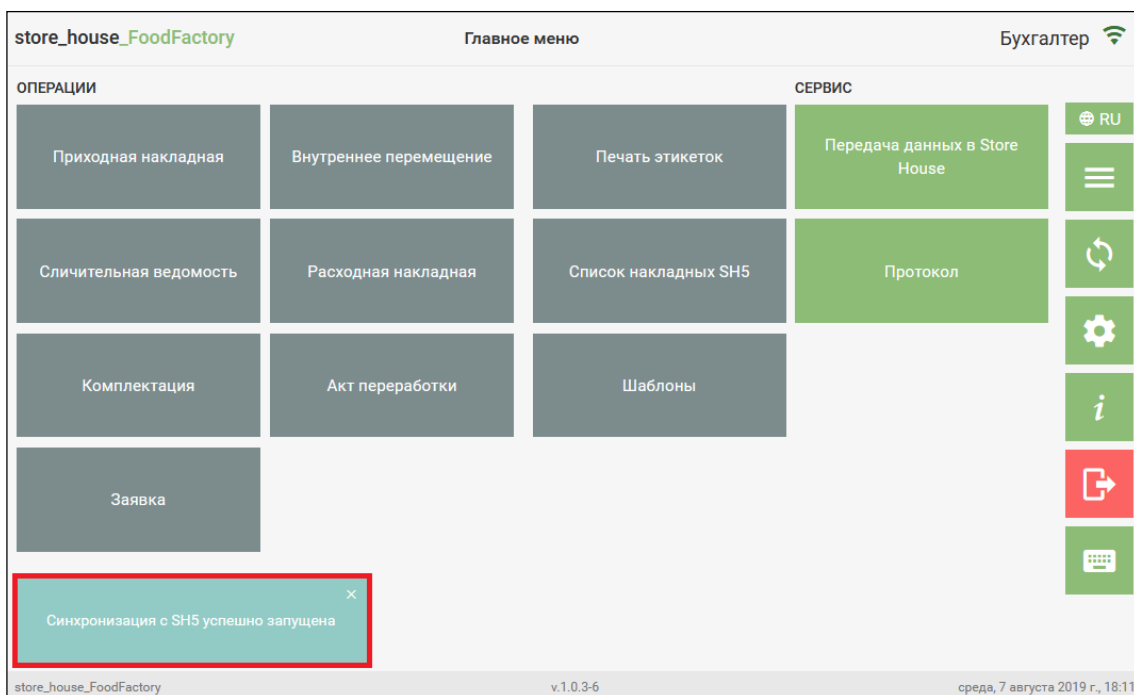 store_house_FoodFactory
Главное меню
Бухгалтер
ОПЕРАЦИИ
СЕРВИС
Приходная накладная
Внутреннее перемещение
Печать этикеток
Передача данных в Store
House
RU
Сличительная ведомость
Расходная накладная
Список накладных SH5
Протокол
Комплектация
Акт переработки
Шаблоны
i
Заявка
Синхронизация с SH5 успешно запущена
store_house_FoodFactory
v.1.0.3-6
среда, 7 августа 2019 г., 18:11